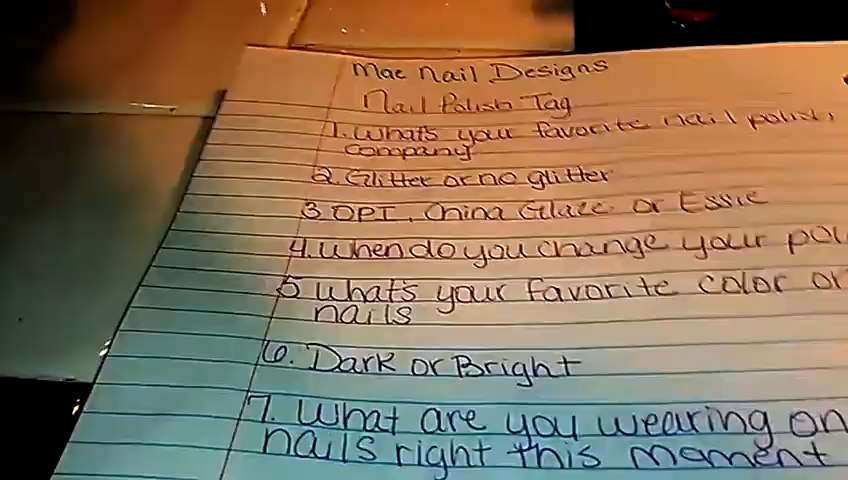 Mae Nail Designs
Nail Polish Tag
1. What's your favorite nail polish
company
2. Glitter or no glitter
3 OPI, China Glaze or Essie
4. When do you change your pol
5 What's your favorite color on
nails
6. Dark or Bright
7. What are you wearing on
nails right this moment